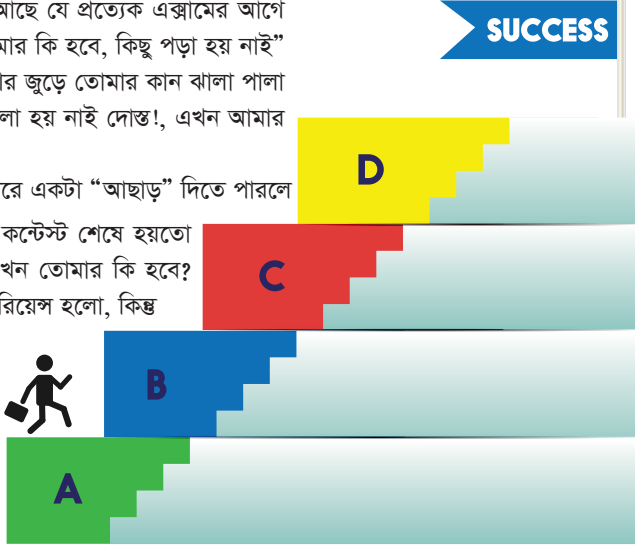 আছে যে প্রত্যেক এক্সামের আগে
মার কি হবে, কিছু পড়া হয় নাই”
র জুড়ে তোমার কান ঝালা পালা
লা হয় নাই দোস্ত!, এখন আমার
রে একটা “আছাড়” দিতে পারলে
কন্টেস্ট শেষে হয়তো
খন তোমার কি হবে?
রিয়েন্স হলো, কিন্তু
SUCCESS
D
C
B
A